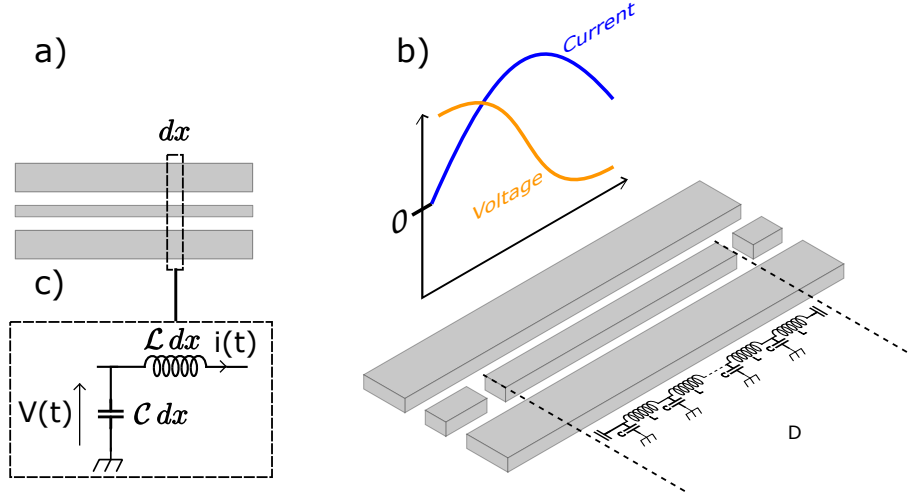 a)
dx
c)
ℒ dx
i(t)
V(t)
𝒞 dx
b)
Current
Voltage
0
D